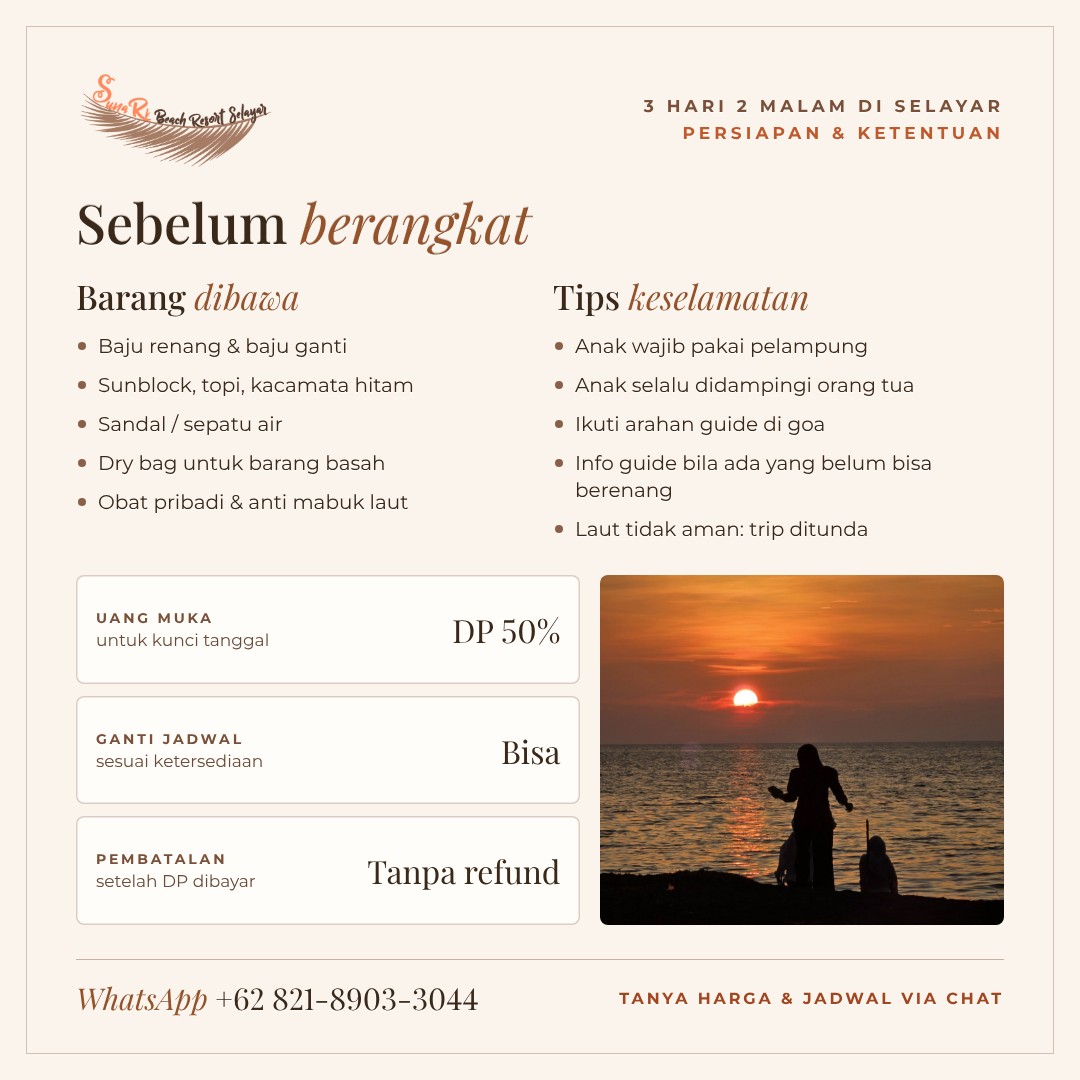 SunaRi Beach Resort Selayar
3 HARI 2 MALAM DI SELAYAR
PERSIAPAN & KETENTUAN
Sebelum berangkat
Barang dibawa
Baju renang & baju ganti
Sunblock, topi, kacamata hitam
Sandal / sepatu air
Dry bag untuk barang basah
Obat pribadi & anti mabuk laut
Tips keselamatan
Anak wajib pakai pelampung
Anak selalu didampingi orang tua
Ikuti arahan guide di goa
Info guide bila ada yang belum bisa
berenang
Laut tidak aman: trip ditunda
UANG MUKA
untuk kunci tanggal
DP 50%
GANTI JADWAL
sesuai ketersediaan
Bisa
PEMBATALAN
setelah DP dibayar
Tanpa refund
WhatsApp +62 821-8903-3044
TANYA HARGA & JADWAL VIA CHAT